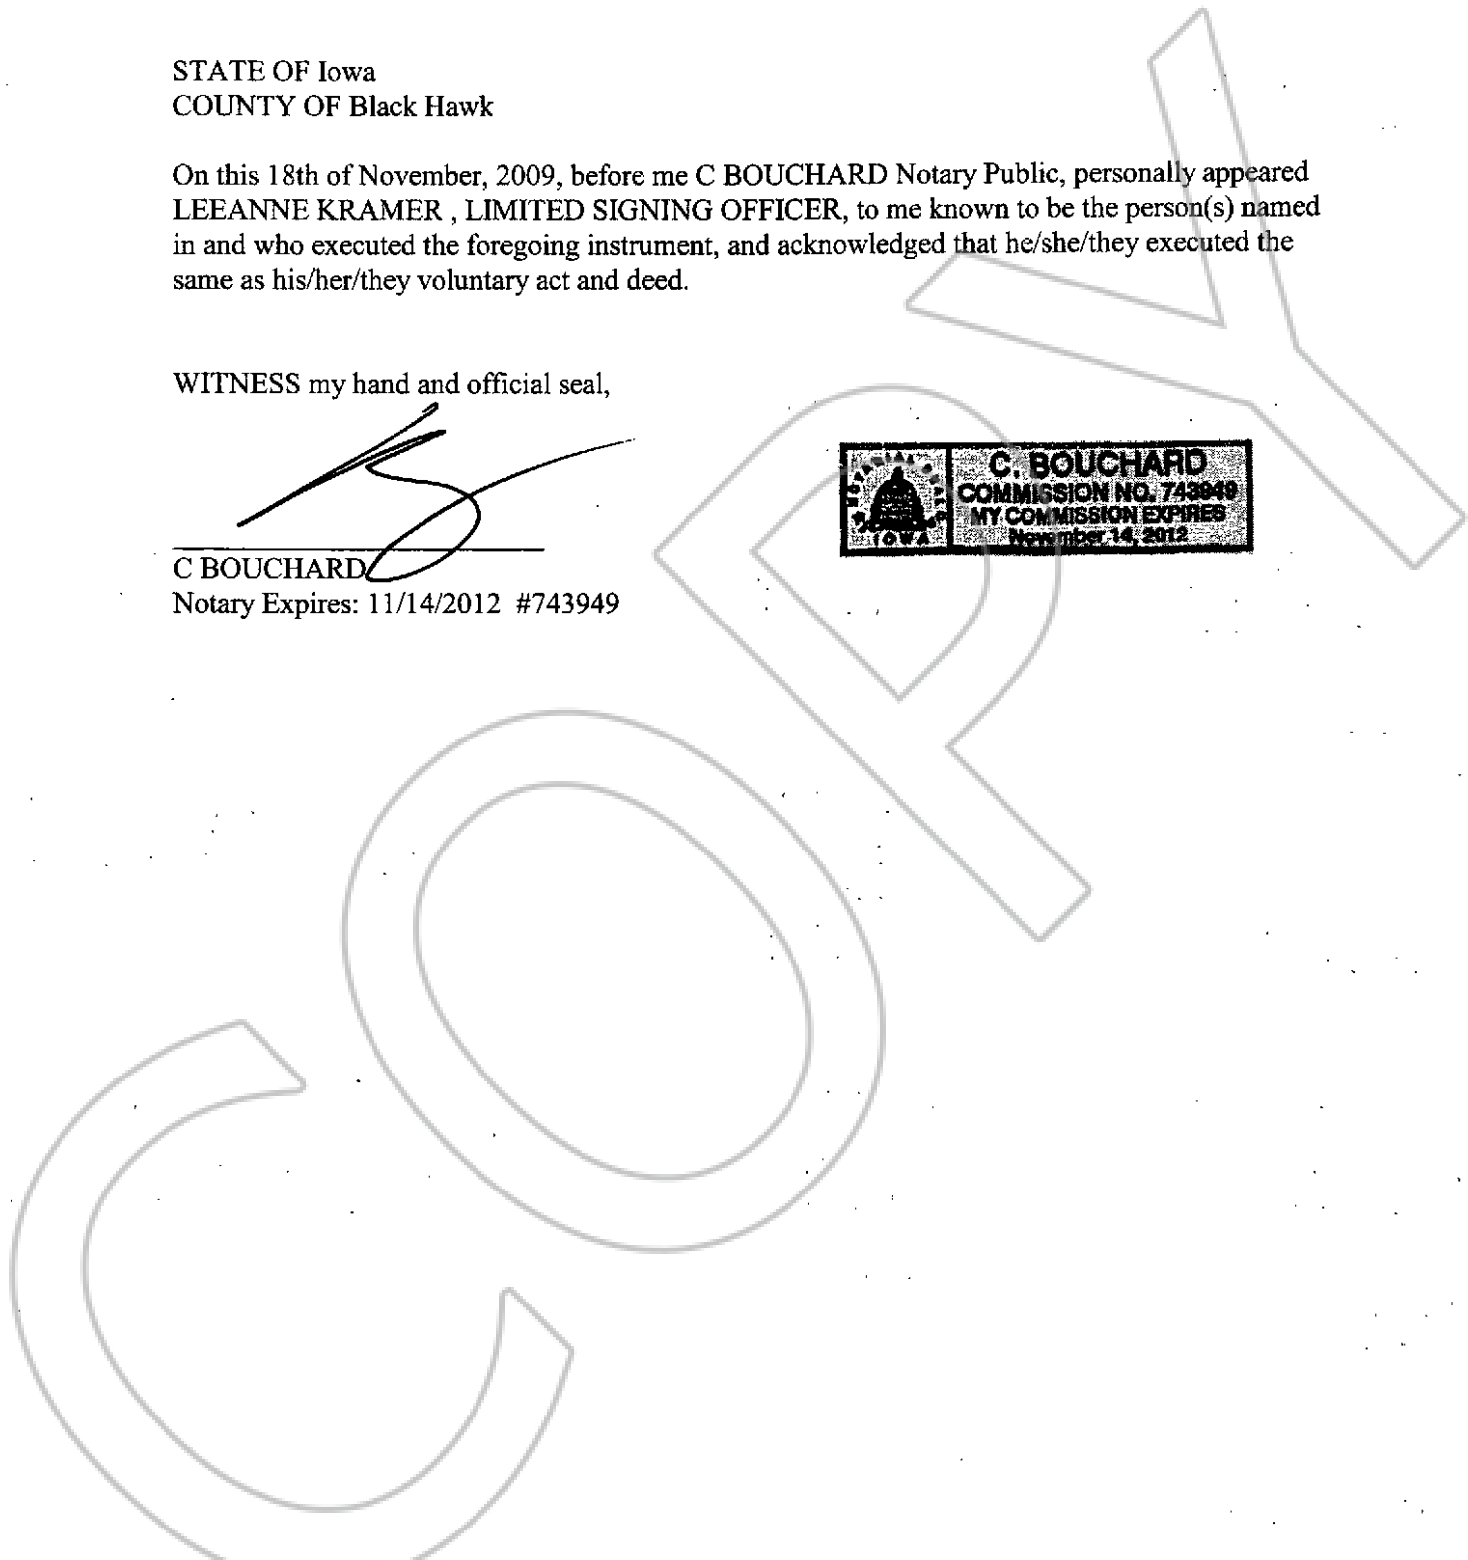 STATE OF Iowa
COUNTY OF Black Hawk
On this 18th of November, 2009, before me C BOUCHARD Notary Public, personally appeared
LEEANNE KRAMER , LIMITED SIGNING OFFICER, to me known to be the person(s) named
in and who executed the foregoing instrument, and acknowledged that he/she/they executed the
same as his/her/they voluntary act and deed.
WITNESS my hand and official seal,
C. BOUCHARD
COMMISSION NO. 743949
MY COMMISSION EXPIRES
November 14, 2012
IOWA
C BOUCHARD
Notary Expires: 11/14/2012 #743949
COPY